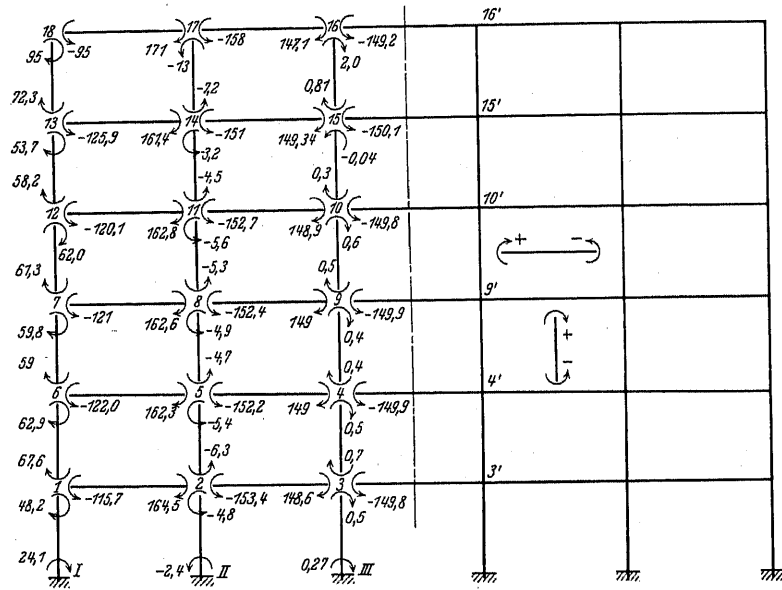 18 17 16 16'
-95 171 -158 147,1 -149,2
95 -13 2,0
72,3 -7,2 0,81
13 14 15 15'
-125,9 161,4 -151 149,34 -150,1
53,7 -3,2 -0,04
58,2 -4,5 0,3
12 11 10 10'
-120,1 162,8 -152,7 148,9 -149,8
62,0 -5,6 0,6
+ -
61,3 -5,3 0,5
7 8 9 9'
-121 162,6 -152,4 149 -149,9
59,8 -4,9 0,4
+
59 -4,7 0,4
-
6 5 4 4'
-122,0 162,3 -152,2 149 -149,9
62,9 -5,4 0,5
67,6 -6,3 0,7
1 2 3 3'
-115,7 164,5 -153,4 148,6 -149,8
48,2 -4,8 0,5
24,1 I -2,4 II 0,27 III